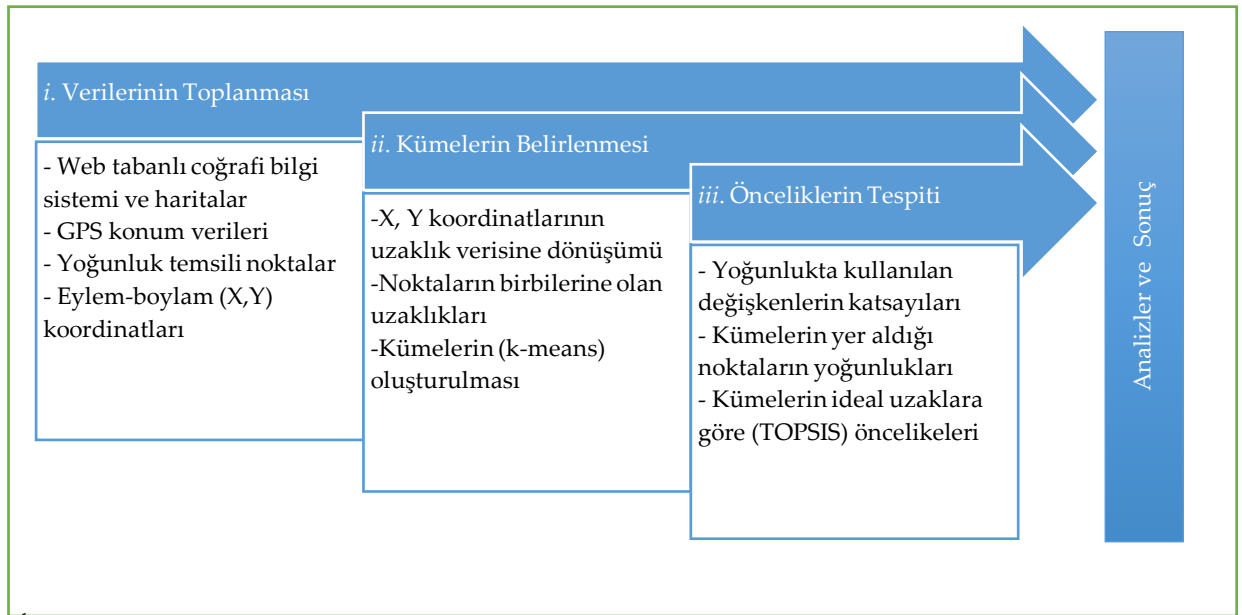 i. Verilerinin Toplanması
- Web tabanlı coğrafi bilgi
sistemi ve haritalar
- GPS konum verileri
- Yoğunluk temsili noktalar
- Eylem-boylam (X,Y)
koordinatları
ii. Kümelerin Belirlenmesi
-X, Y koordinatlarının
uzaklık verisine dönüşümü
-Noktaların birbilerine olan
uzaklıkları
-Kümelerin (k-means)
oluşturulması
iii. Önceliklerin Tespiti
- Yoğunlukta kullanılan
değişkenlerin katsayıları
- Kümelerin yer aldığı
noktaların yoğunlukları
- Kümelerin ideal uzaklara
göre (TOPSIS) öncelikeleri
Analizler ve Sonuç